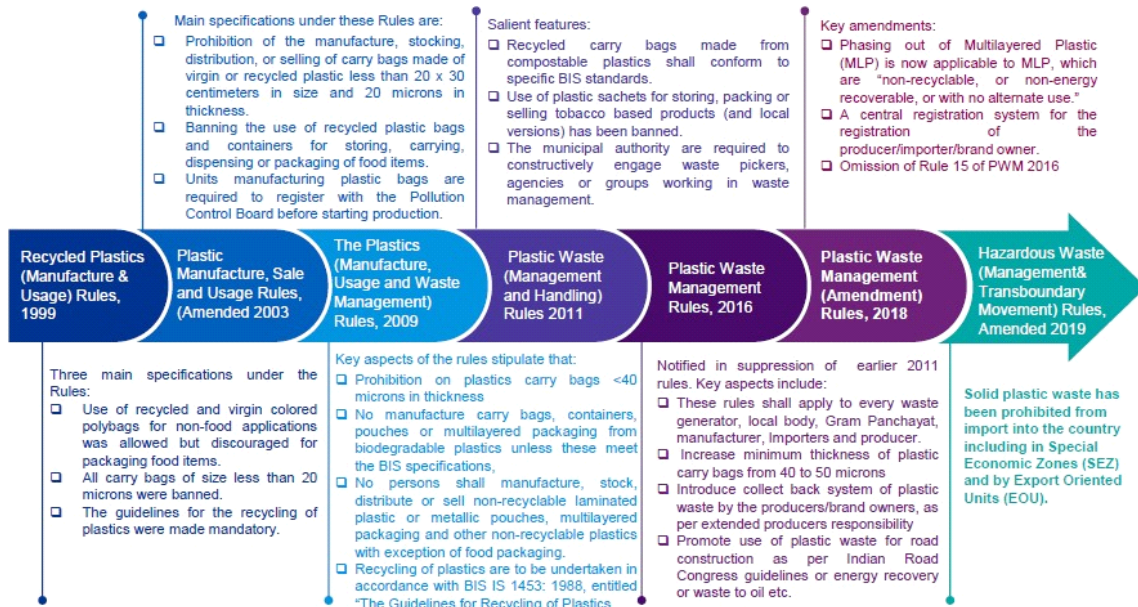 Main specifications under these Rules are:
❑ Prohibition of the manufacture, stocking,
distribution, or selling of carry bags made of
virgin or recycled plastic less than 20 x 30
centimeters in size and 20 microns in
thickness.
❑ Banning the use of recycled plastic bags
and containers for storing, carrying,
dispensing or packaging of food items.
❑ Units manufacturing plastic bags are
required to register with the Pollution
Control Board before starting production.
Salient features:
❑ Recycled carry bags made from
compostable plastics shall conform to
specific BIS standards.
❑ Use of plastic sachets for storing, packing or
selling tobacco based products (and local
versions) has been banned.
❑ The municipal authority are required to
constructively engage waste pickers,
agencies or groups working in waste
management.
Key amendments:
❑ Phasing out of Multilayered Plastic
(MLP) is now applicable to MLP, which
are “non-recyclable, or non-energy
recoverable, or with no alternate use.”
❑ A central registration system for the
registration of the
producer/importer/brand owner.
❑ Omission of Rule 15 of PWM 2016
Recycled Plastics
(Manufacture &
Usage) Rules,
1999
Plastic
Manufacture, Sale
and Usage Rules,
(Amended 2003
The Plastics
(Manufacture,
Usage and Waste
Management)
Rules, 2009
Plastic Waste
(Management
and Handling)
Rules 2011
Plastic Waste
Management
Rules, 2016
Plastic Waste
Management
(Amendment)
Rules, 2018
Hazardous Waste
(Management&
Transboundary
Movement) Rules,
Amended 2019
Three main specifications under the
Rules:
❑ Use of recycled and virgin colored
polybags for non-food applications
was allowed but discouraged for
packaging food items.
❑ All carry bags of size less than 20
microns were banned.
❑ The guidelines for the recycling of
plastics were made mandatory.
Key aspects of the rules stipulate that:
❑ Prohibition on plastics carry bags <40
microns in thickness
❑ No manufacture carry bags, containers,
pouches or multilayered packaging from
biodegradable plastics unless these meet
the BIS specifications,
❑ No persons shall manufacture, stock,
distribute or sell non-recyclable laminated
plastic or metallic pouches, multilayered
packaging and other non-recyclable plastics
with exception of food packaging.
❑ Recycling of plastics are to be undertaken in
accordance with BIS IS 1453: 1988, entitled
“The Guidelines for Recycling of Plastics
Notified in suppression of earlier 2011
rules. Key aspects include:
❑ These rules shall apply to every waste
generator, local body, Gram Panchayat,
manufacturer, Importers and producer.
❑ Increase minimum thickness of plastic
carry bags from 40 to 50 microns
❑ Introduce collect back system of plastic
waste by the producers/brand owners, as
per extended producers responsibility
❑ Promote use of plastic waste for road
construction as per Indian Road
Congress guidelines or energy recovery
or waste to oil etc.
Solid plastic waste has
been prohibited from
import into the country
including in Special
Economic Zones (SEZ)
and by Export Oriented
Units (EOU).